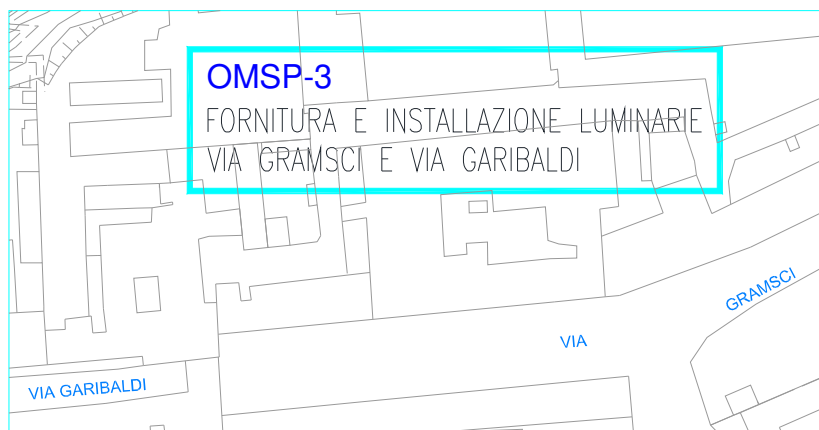 OMSP-3
FORNITURA E INSTALLAZIONE LUMINARIE
VIA GRAMSCI E VIA GARIBALDI
GRAMSCI
VIA
VIA GARIBALDI